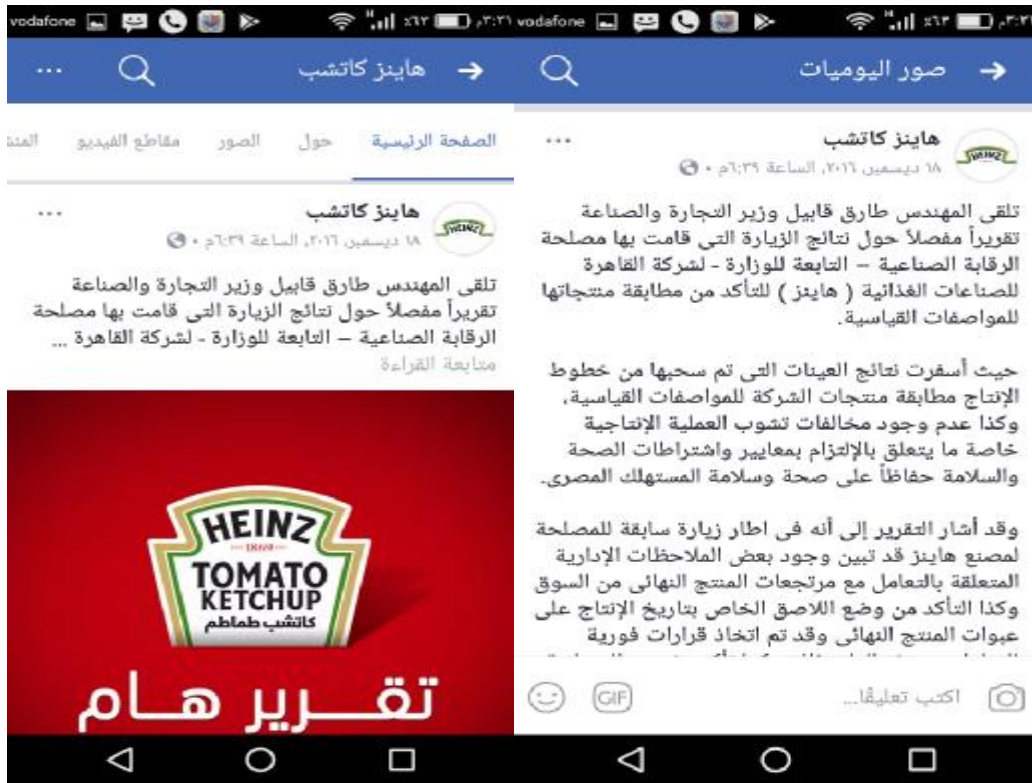 vodafone
٣:٢٦م ٦٣٪
هاينز كاتشب
الصفحة الرئيسية
حول
الصور
مقاطع الفيديو
هاينز كاتشب
١٨ ديسمبر، ٢٠١٦، الساعة ٦:٣٩م
تلقى المهندس طارق قابيل وزير التجارة والصناعة
تقريراً مفصلاً حول نتائج الزيارة التى قامت بها مصلحة
الرقابة الصناعية – التابعة للوزارة - لشركة القاهرة ...
متابعة القراءة
HEINZ
1869
TOMATO
KETCHUP
كاتشب طماطم
تقـــرير هـام
vodafone
٦٣٪
صور اليوميات
هاينز كاتشب
١٨ ديسمبر، ٢٠١٦، الساعة ٦:٣٩م
HEINZ
تلقى المهندس طارق قابيل وزير التجارة والصناعة
تقريراً مفصلاً حول نتائج الزيارة التى قامت بها مصلحة
الرقابة الصناعية – التابعة للوزارة - لشركة القاهرة
للصناعات الغذائية ( هاينز ) للتأكد من مطابقة منتجاتها
للمواصفات القياسية.
حيث أسفرت نتائج العينات التى تم سحبها من خطوط
الإنتاج مطابقة منتجات الشركة للمواصفات القياسية،
وكذا عدم وجود مخالفات تشوب العملية الإنتاجية
خاصة ما يتعلق بالإلتزام بمعايير واشتراطات الصحة
والسلامة حفاظاً على صحة وسلامة المستهلك المصرى.
وقد أشار التقرير إلى أنه فى اطار زيارة سابقة للمصلحة
لمصنع هاينز قد تبين وجود بعض الملاحظات الإدارية
المتعلقة بالتعامل مع مرتجعات المنتج النهائى من السوق
وكذا التأكد من وضع اللاصق الخاص بتاريخ الإنتاج على
عبوات المنتج النهائى وقد تم اتخاذ قرارات فورية
اكتب تعليقًا...
GIF